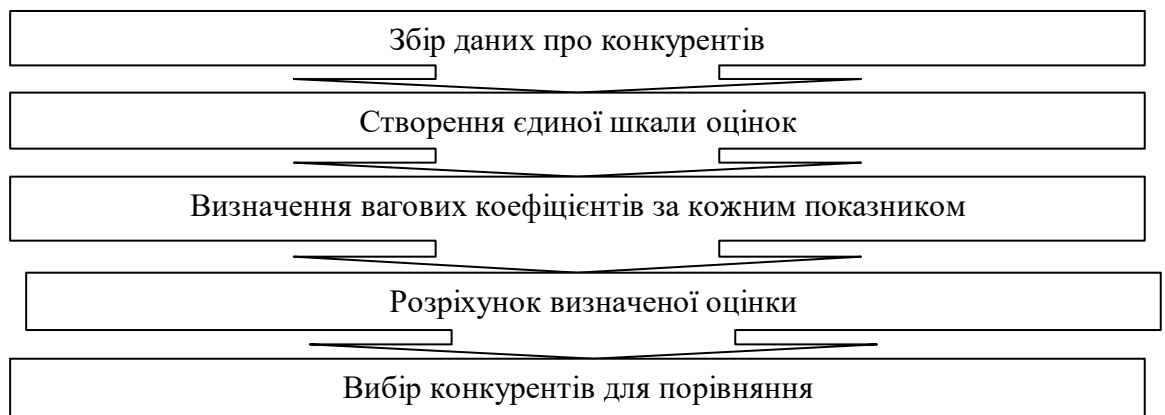 Збір даних про конкурентів
Створення єдиної шкали оцінок
Визначення вагових коефіцієнтів за кожним показником
Розріхунок визначеної оцінки
Вибір конкурентів для порівняння